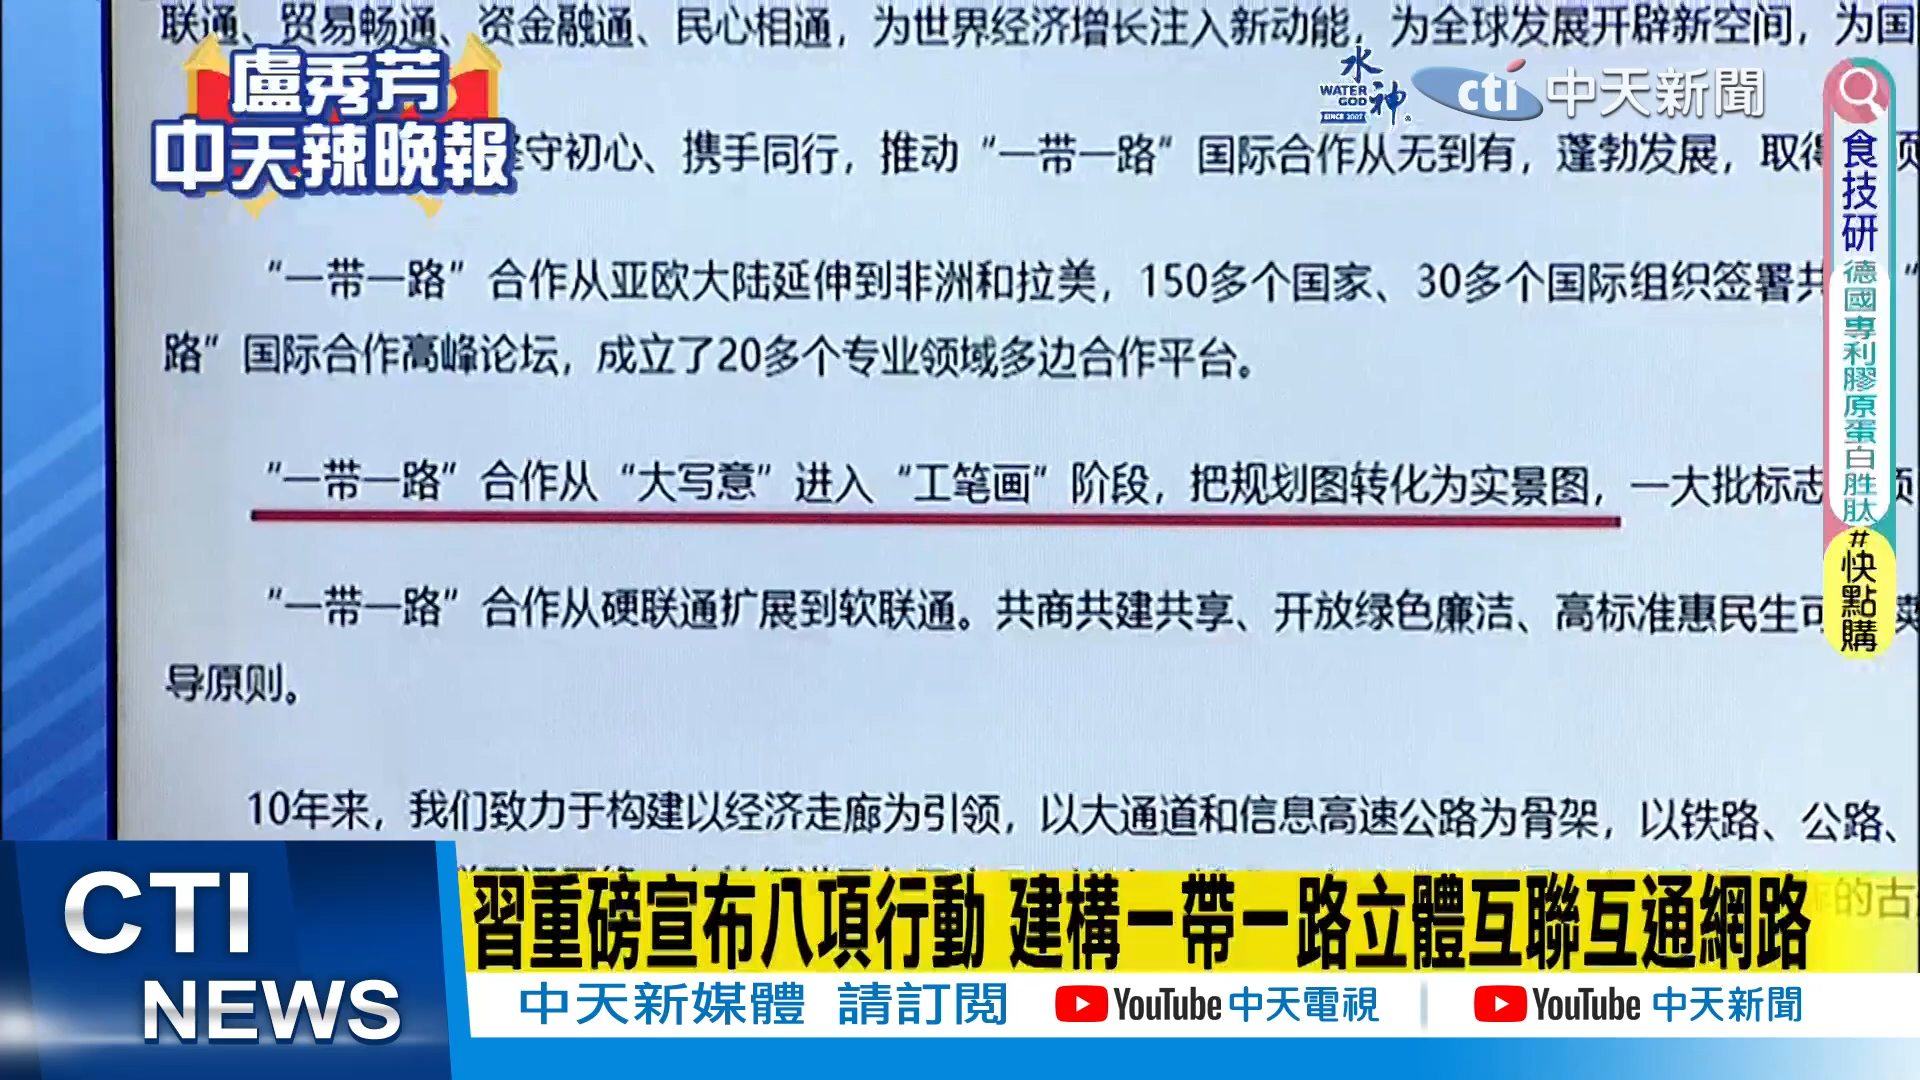 联通、贸易畅通、资金融通、民心相通，为世界经济增长注入新动能，为全球发展开辟新空间，为国
盧秀芳
中天辣晚報
水神
WATER GOD
SINCE 2007
cti 中天新聞
守初心、携手同行，推动“一带一路”国际合作从无到有，蓬勃发展，取得
“一带一路”合作从亚欧大陆延伸到非洲和拉美，150多个国家、30多个国际组织签署共
路”国际合作高峰论坛，成立了20多个专业领域多边合作平台。
“一带一路”合作从“大写意”进入“工笔画”阶段，把规划图转化为实景图，一大批标志
“一带一路”合作从硬联通扩展到软联通。共商共建共享、开放绿色廉洁、高标准惠民生可
导原则。
10年来，我们致力于构建以经济走廊为引领，以大通道和信息高速公路为骨架，以铁路、公路、
的古
食技研
德國專利膠原蛋白胜肽
#快點購
CTI
NEWS
習重磅宣布八項行動 建構一帶一路立體互聯互通網路
中天新媒體 請訂閱 YouTube 中天電視 YouTube 中天新聞